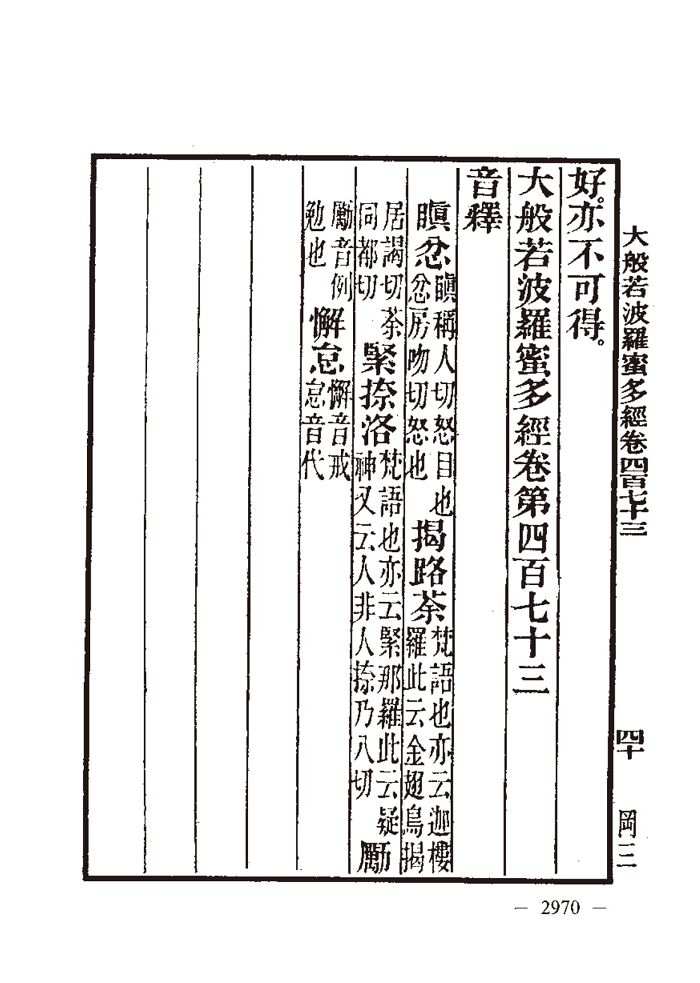 大般若波羅蜜多經卷四百七十三 四十 岡三
好。亦不可得。
大般若波羅蜜多經卷第四百七十三
音釋
瞋忿 瞋稱人切怒目也忿房吻切怒也 揭路荼 梵語也亦云迦樓羅此云金翅鳥揭
居謁切荼同都切 緊捺洛 梵語也亦云緊那羅此云疑神又云人非人捺乃八切 勵
勵音例勉也 懈怠 懈音戒怠音代
— 2970 —